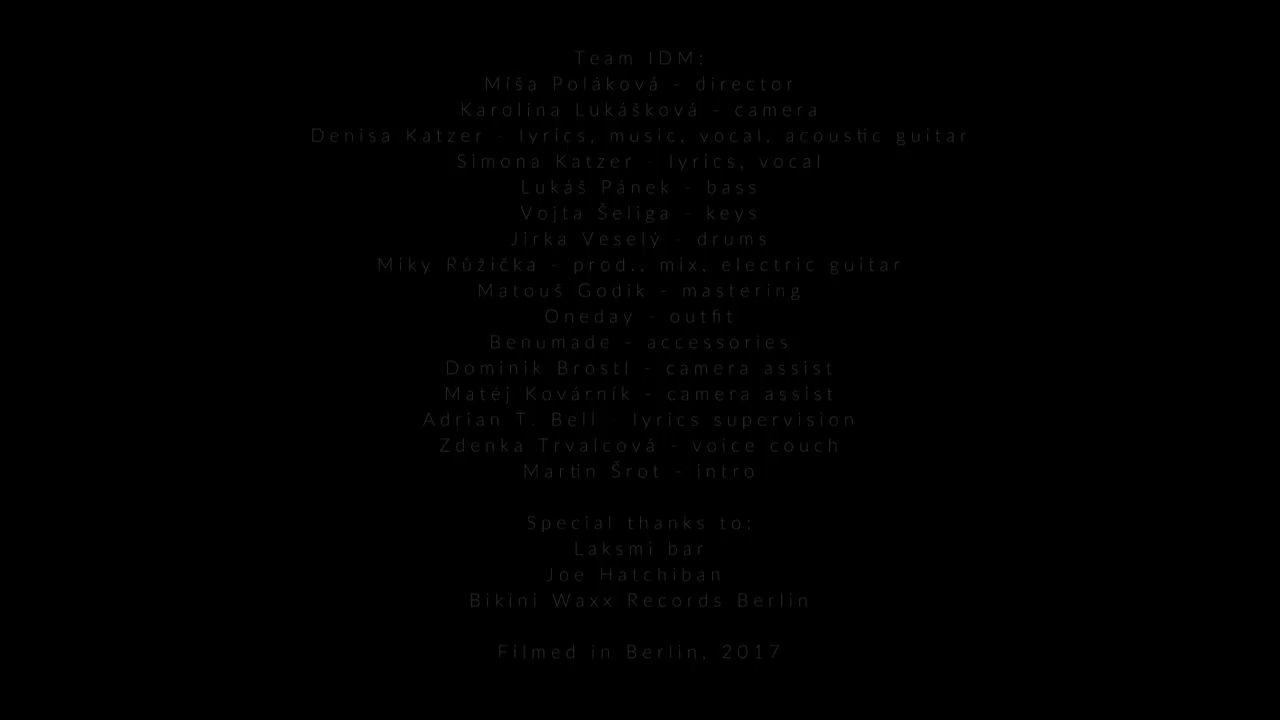 Team IDM:
Míša Poláková - director
Karolína Lukášková - camera
Denisa Katzer - lyrics, music, vocal, acoustic guitar
Simona Katzer - lyrics, vocal
Lukáš Pánek - bass
Vojta Šeliga - keys
Jirka Veselý - drums
Miky Růžička - prod., mix, electric guitar
Matouš Godík - mastering
Oneday - outfit
Benumade - accessories
Dominik Brostl - camera assist
Matěj Kovárník - camera assist
Adrian T. Bell - lyrics supervision
Zdenka Trvalcová - voice couch
Martin Šrot - intro
Special thanks to:
Laksmi bar
Joe Hatchiban
Bikini Waxx Records Berlin
Filmed in Berlin, 2017